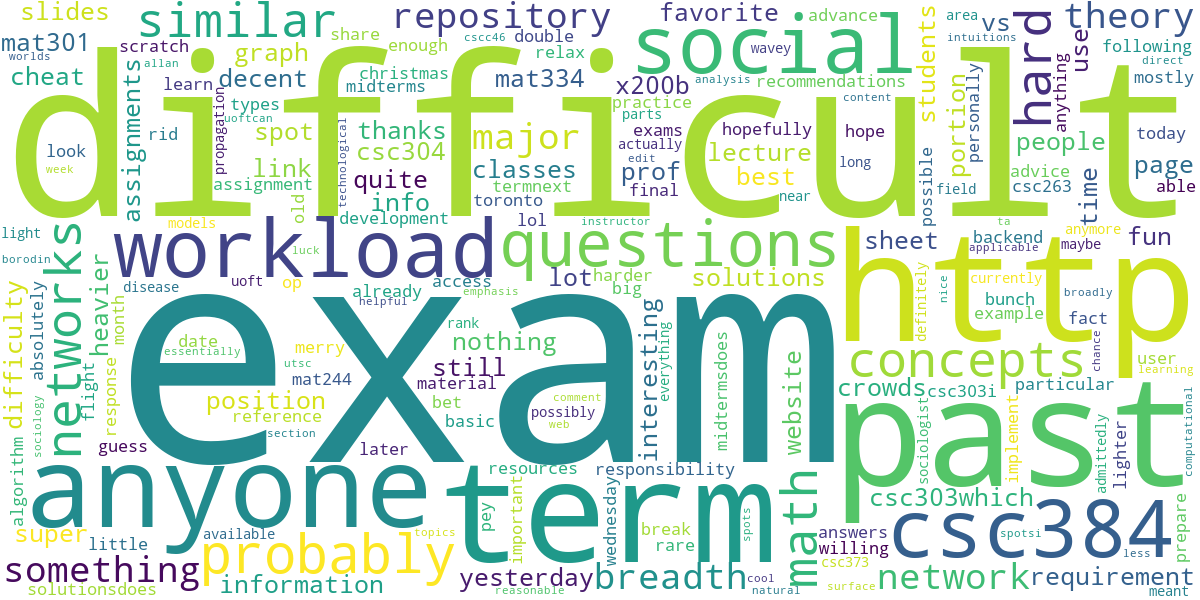 slides
similar
repository
favorite
advance
area
vs
theory
mat301
scratch
share
cscc46
double
social
wavey
students
intuitions
hard
use
following
worlds
allan
graph
enough
relax
direct
cheat
learn
decent
christmas
mat334
x200b
analysis
recommendations
anything
mostly
difficult
assignments
types
uoftcan
midterms
practice
content
portion
personally
look
rid
spot
propagation
technological
thanks
major
parts
exams
hopefully
hope
people
today
week
link
csc304
classes
actually
lecture
long
possible
advice
page
assignment
quite
prof
edit
best
field
csc263
able
old
info
termnext
final
near
time
models
development
toronto
lol
instructor
ta
anymore
light
networks
workload
questions
sheet
backend
applicable
maybe
fun
borodin
heavier
disease
luck
uoft
op
already
access
lot
harder
big
solutions
http
definitely
nice
currently
bunch
broadly
difficulty
absolutely
month
helpful
emphasis
example
fact
exam
date
essentially
merry
rank
nothing
interesting
everything
concepts
chance
user
learning
flight
response
utsc
mat244
still
material
crowds
csc303i
particular
sociology
position
reference
bet
comment
possibly
web
midtermsdoes
website
past
sociologist
implement
admittedly
lighter
computational
guess
section
basic
later
algorithm
anyone
term
resources
responsibility
math
csc303which
prepare
super
little
available
probably
pey
important
topics
wednesday
break
rare
spots
answers
willing
csc384
spotsi
less
something
solutionsdoes
information
yesterday
reasonable
breadth
cool
natural
csc373
surface
network
requirement
meant